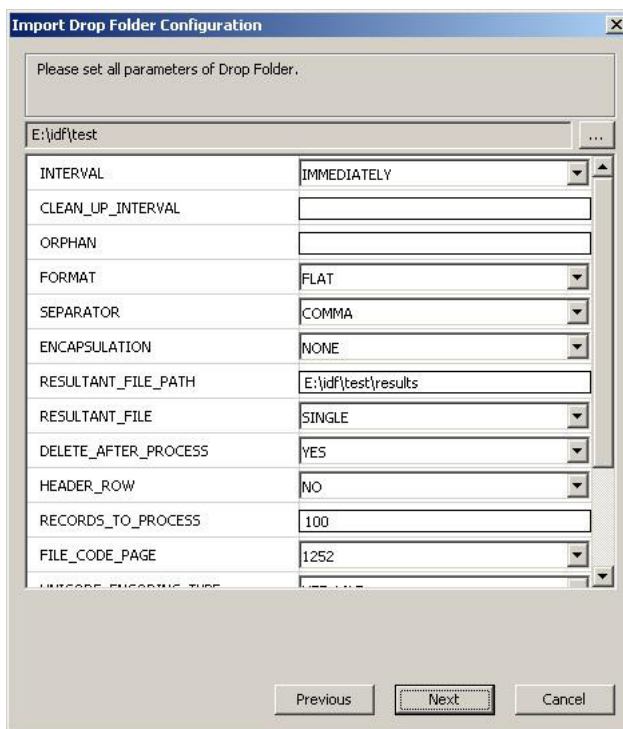 Import Drop Folder Configuration
Please set all parameters of Drop Folder.
E:\idf\test ...
INTERVAL IMMEDIATELY
CLEAN_UP_INTERVAL
ORPHAN
FORMAT FLAT
SEPARATOR COMMA
ENCAPSULATION NONE
RESULTANT_FILE_PATH E:\idf\test\results
RESULTANT_FILE SINGLE
DELETE_AFTER_PROCESS YES
HEADER_ROW NO
RECORDS_TO_PROCESS 100
FILE_CODE_PAGE 1252
UNICODE_ENCODING_TYPE
Previous Next Cancel